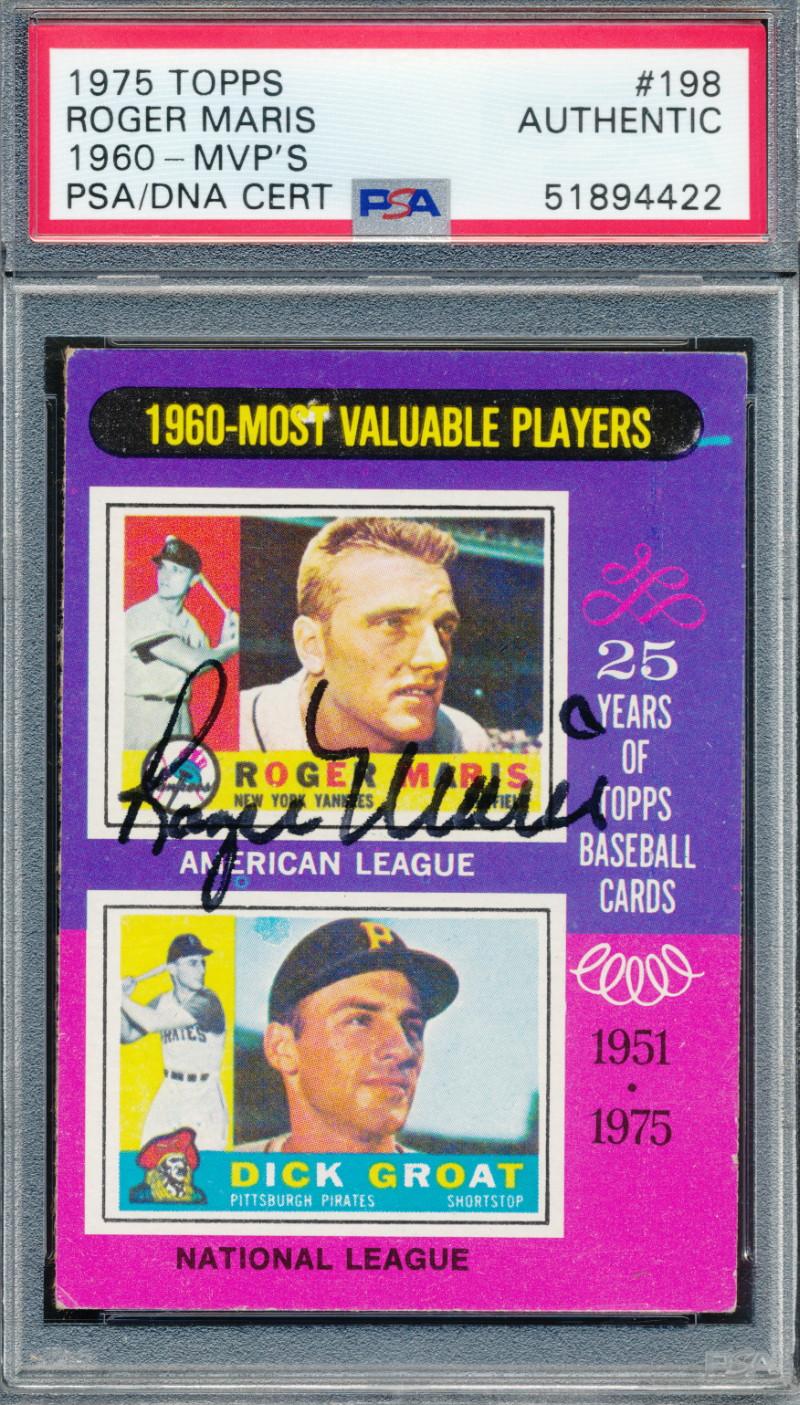 1975 TOPPS #198
ROGER MARIS AUTHENTIC
1960 - MVP'S
PSA/DNA CERT PSA 51894422
1960-MOST VALUABLE PLAYERS
25
YEARS
OF
TOPPS
BASEBALL
CARDS
Yankees
ROGER MARIS
NEW YORK YANKEES
Roger Maris
AMERICAN LEAGUE
P
PIRATES
DICK GROAT
PITTSBURGH PIRATES SHORTSTOP
NATIONAL LEAGUE
1951
·
1975
PSA